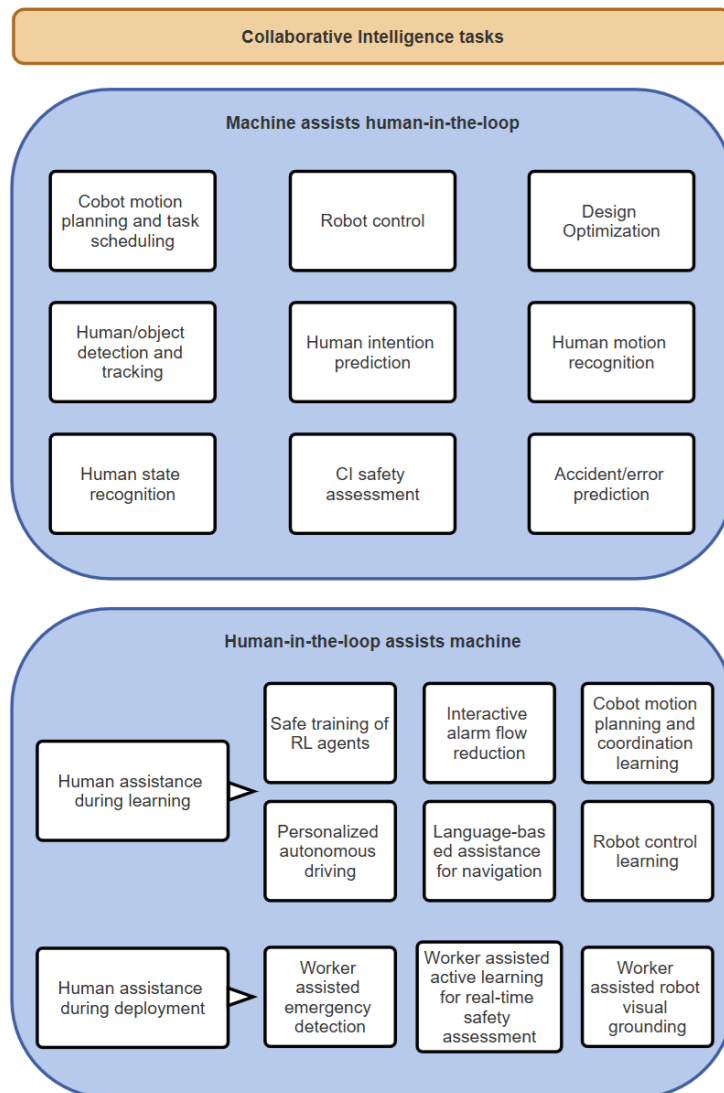 Collaborative Intelligence tasks
Machine assists human-in-the-loop
Cobot motion
planning and task
scheduling
Robot control
Design
Optimization
Human/object
detection and
tracking
Human intention
prediction
Human motion
recognition
Human state
recognition
CI safety
assessment
Accident/error
prediction
Human-in-the-loop assists machine
Human assistance
during learning
Safe training of
RL agents
Interactive
alarm flow
reduction
Cobot motion
planning and
coordination
learning
Personalized
autonomous
driving
Language-bas
ed assistance
for navigation
Robot control
learning
Human assistance
during deployment
Worker
assisted
emergency
detection
Worker assisted
active learning
for real-time
safety
assessment
Worker
assisted robot
visual
grounding